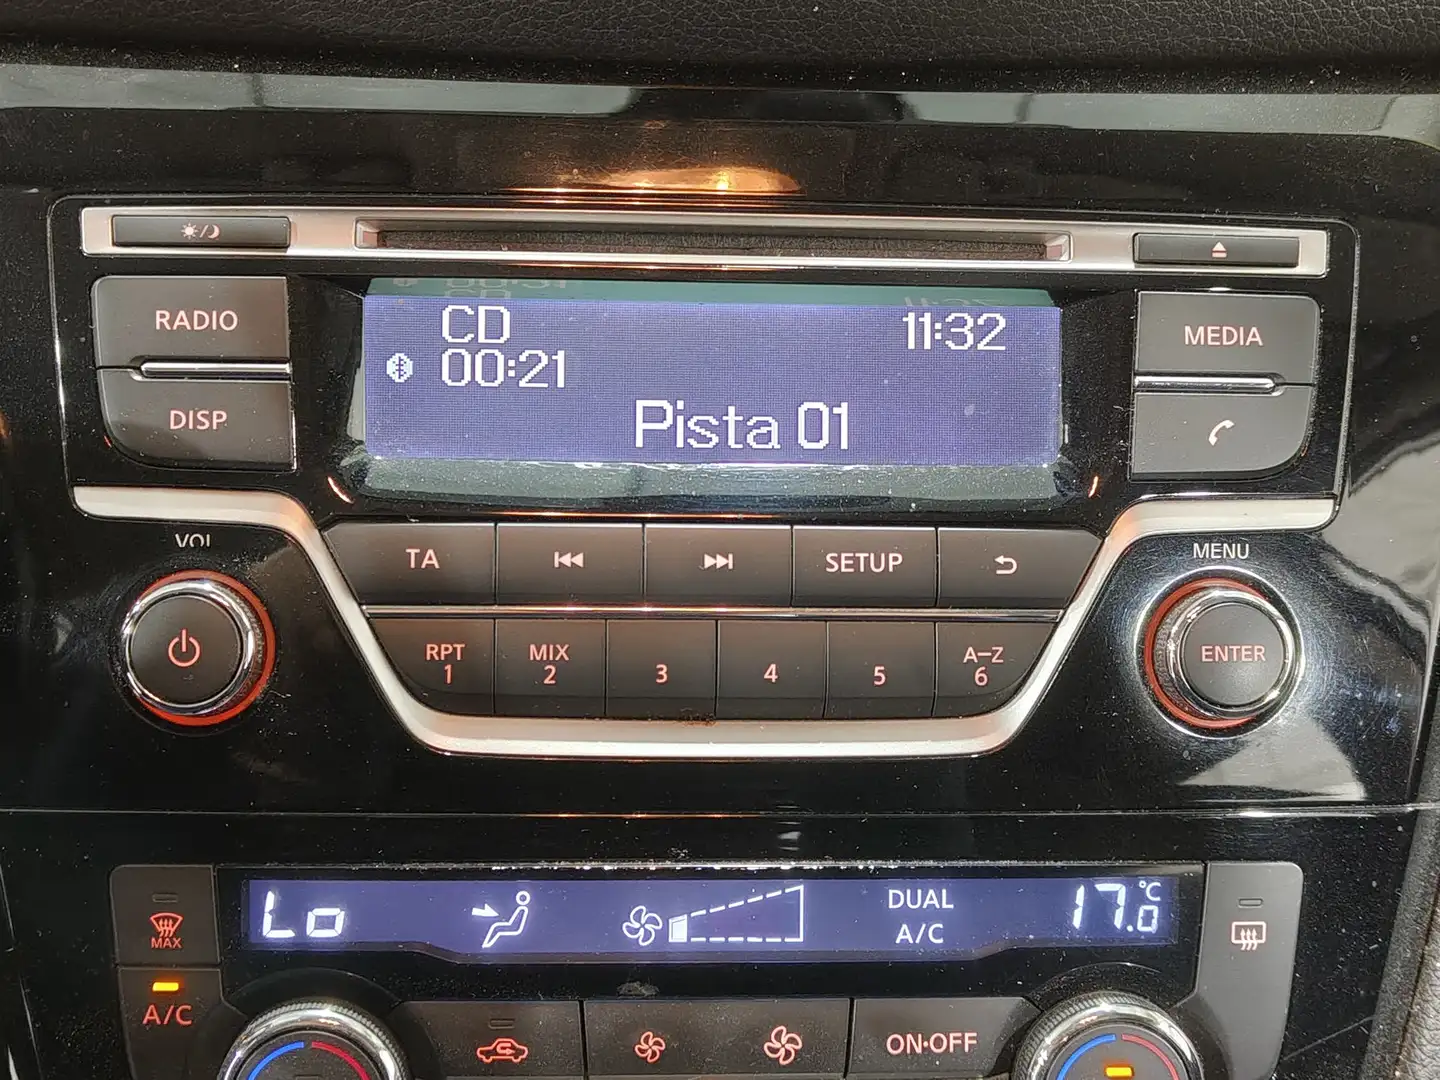 RADIO
DISP
CD
11:32
00:21
Pista 01
MEDIA
VOL
MENU
TA
SETUP
RPT
1
MIX
2
3
4
5
A-Z
6
ENTER
Lo
DUAL
A/C
17.0 °C
MAX
A/C
ON·OFF